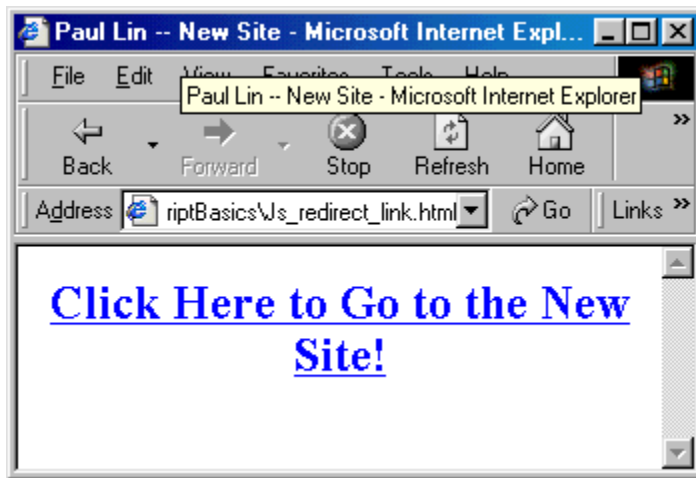 Paul Lin -- New Site - Microsoft Internet Expl...
File Edit
Paul Lin -- New Site - Microsoft Internet Explorer
Back Forward Stop Refresh Home »
Address riptBasics\Js_redirect_link.html Go Links »
Click Here to Go to the New
Site!